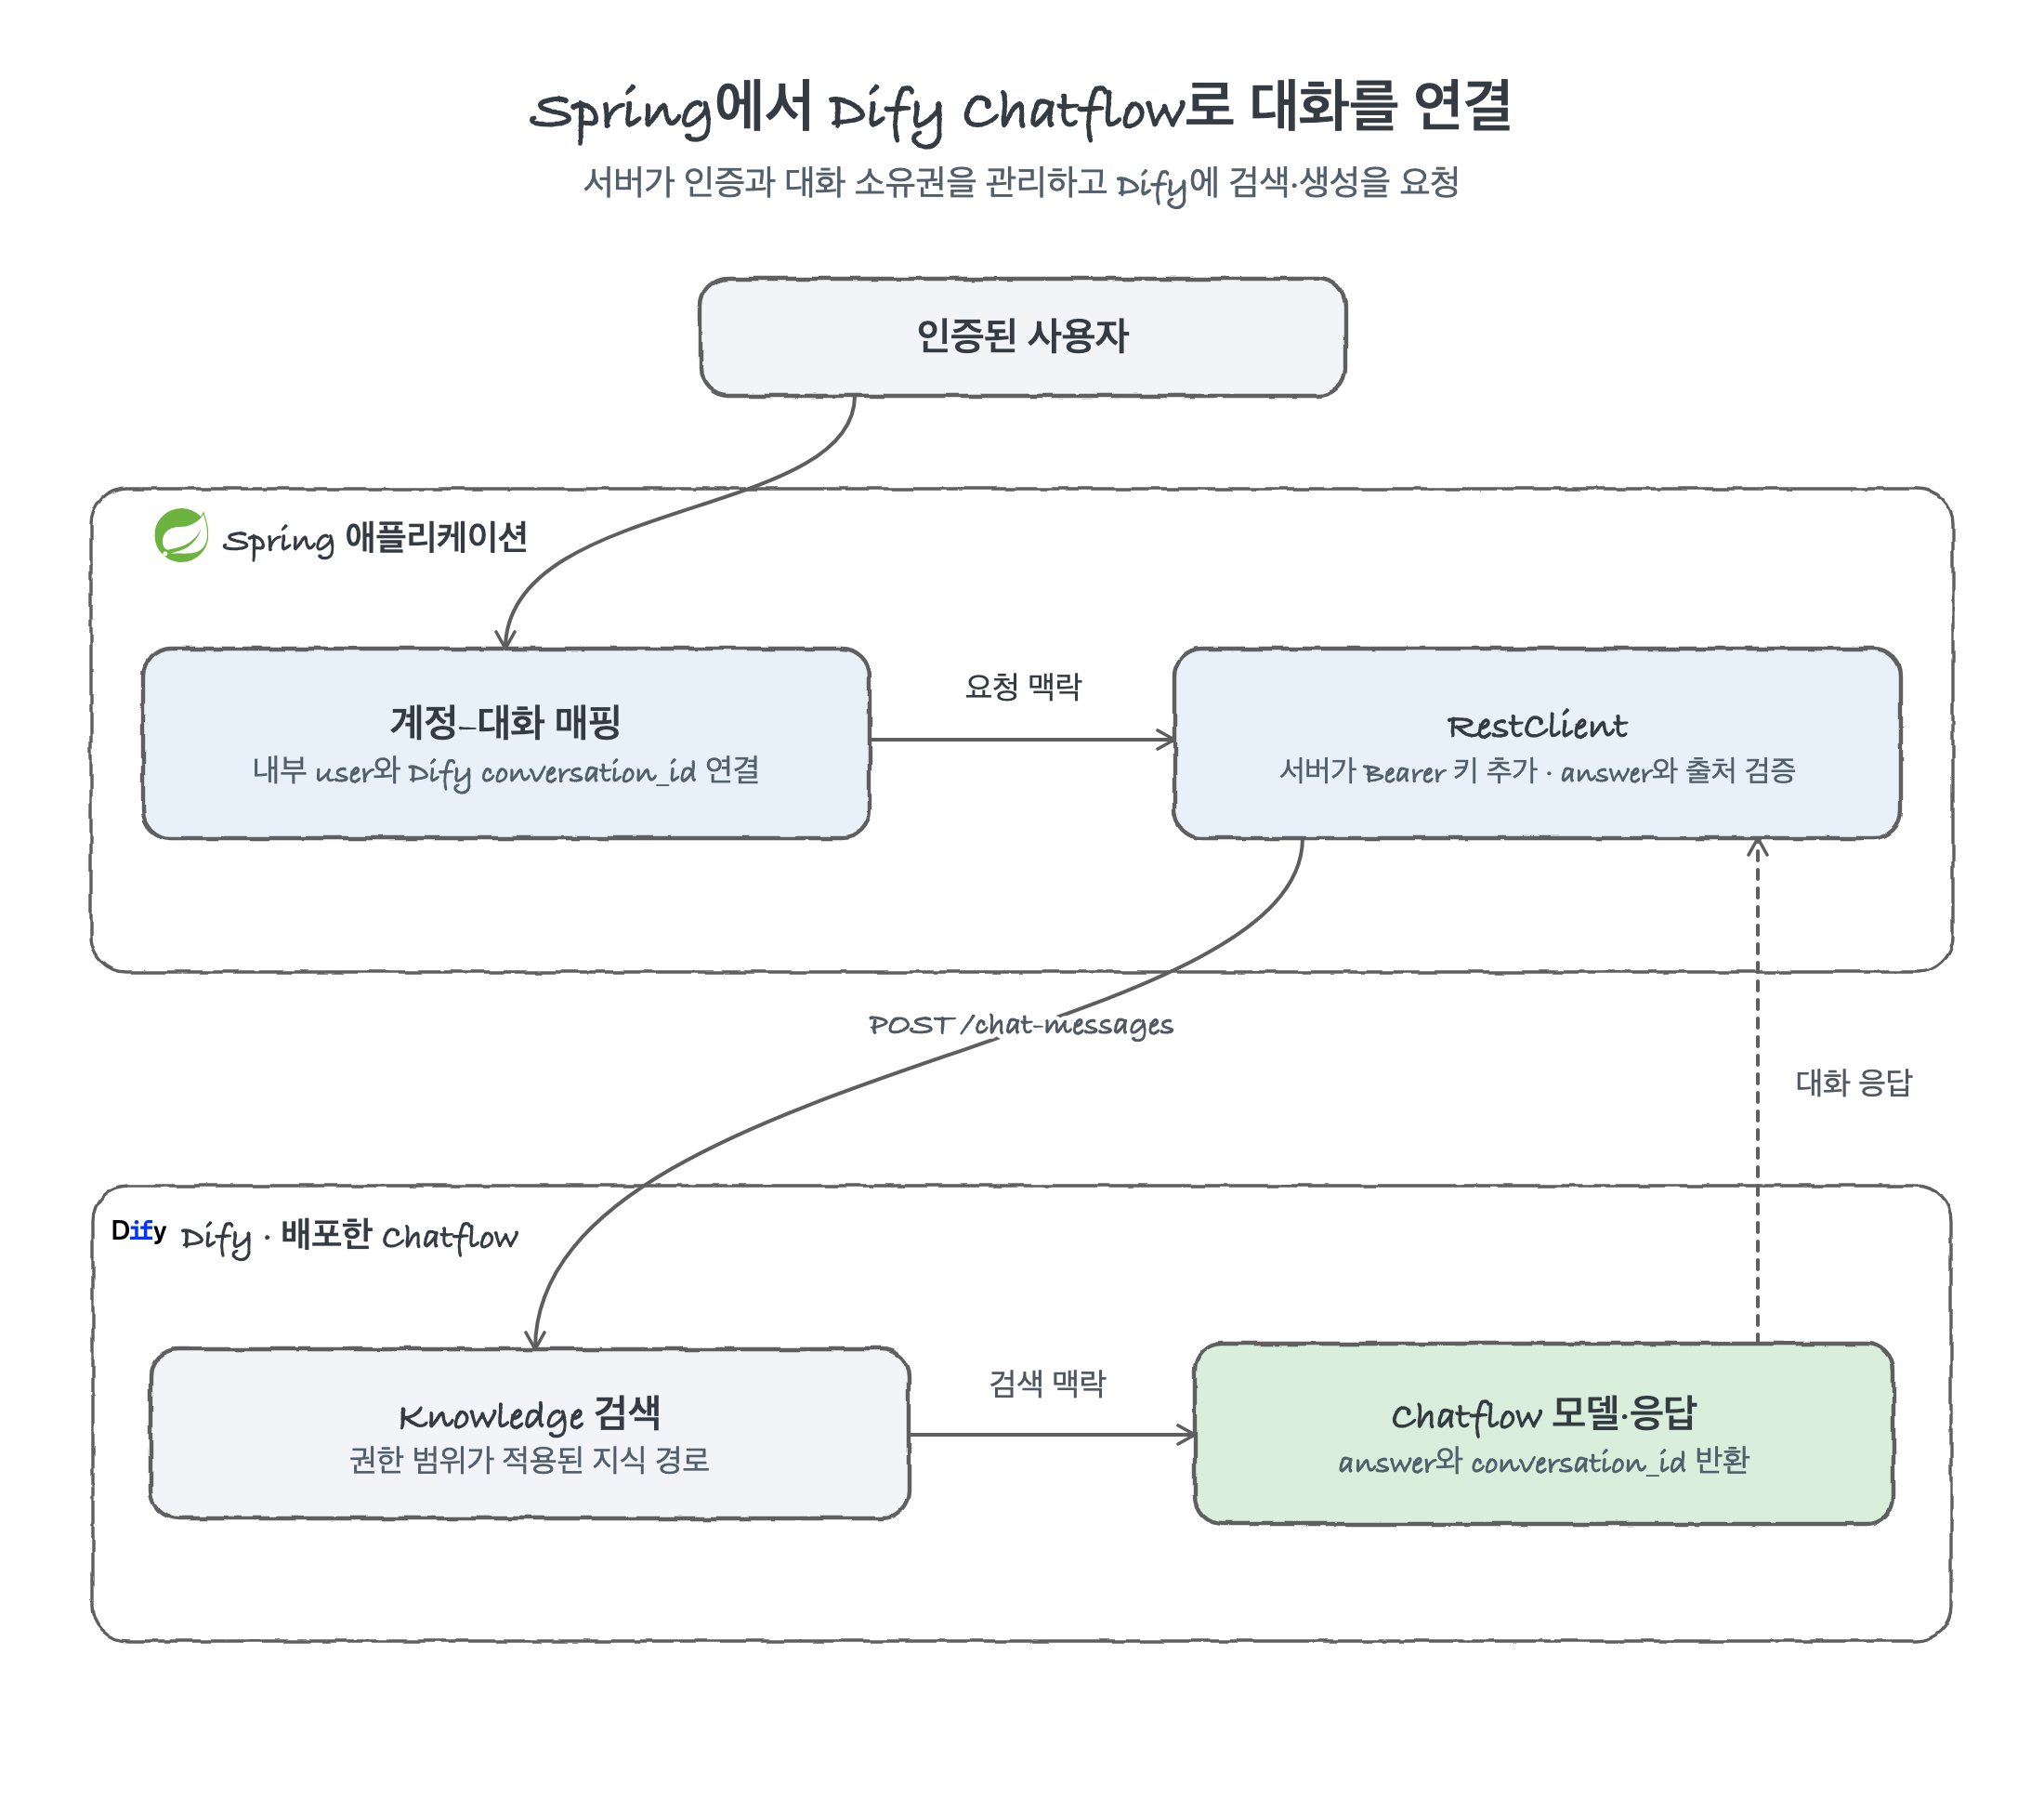 Spring에서 Dify Chatflow로 대화를 연결
서버가 인증과 대화 소유권을 관리하고 Dify에 검색·생성을 요청
인증된 사용자
Spring 애플리케이션
계정–대화 매핑
내부 user와 Dify conversation_id 연결
요청 맥락
RestClient
서버가 Bearer 키 추가 · answer와 출처 검증
POST /chat-messages
대화 응답
Dify Dify · 배포한 Chatflow
Knowledge 검색
권한 범위가 적용된 지식 경로
검색 맥락
Chatflow 모델·응답
answer와 conversation_id 반환